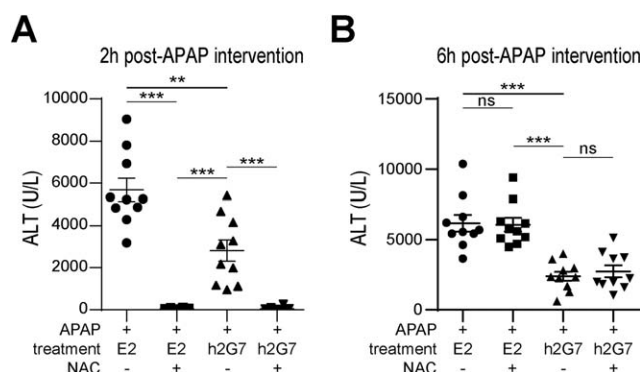 A
2h post-APAP intervention
**
***
***
***
10000
8000
6000
4000
2000
0
ALT (U/L)
APAP + + + +
treatment E2 E2 h2G7 h2G7
NAC - + - +
B
6h post-APAP intervention
***
ns
***
ns
15000
10000
5000
0
ALT (U/L)
APAP + + + +
treatment E2 E2 h2G7 h2G7
NAC - + - +